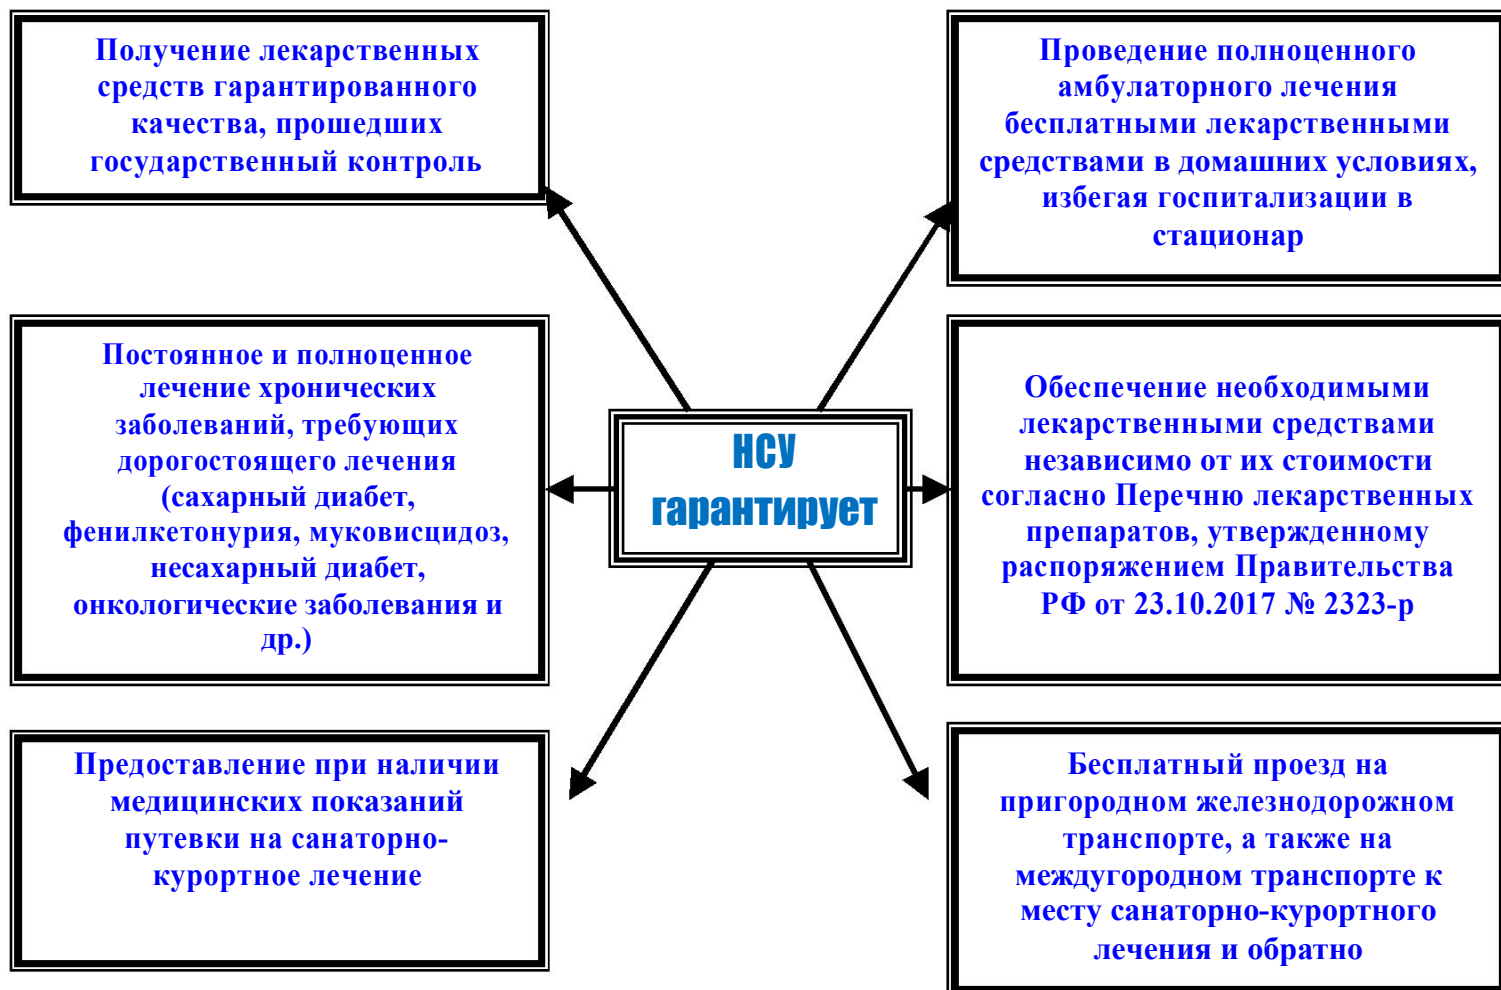 Получение лекарственных
средств гарантированного
качества, прошедших
государственный контроль
Проведение полноценного
амбулаторного лечения
бесплатными лекарственными
средствами в домашних условиях,
избегая госпитализации в
стационар
Постоянное и полноценное
лечение хронических
заболеваний, требующих
дорогостоящего лечения
(сахарный диабет,
фенилкетонурия, муковисцидоз,
несахарный диабет,
онкологические заболевания и
др.)
НСУ
гарантирует
Обеспечение необходимыми
лекарственными средствами
независимо от их стоимости
согласно Перечню лекарственных
препаратов, утвержденному
распоряжением Правительства
РФ от 23.10.2017 № 2323-р
Предоставление при наличии
медицинских показаний
путевки на санаторно-
курортное лечение
Бесплатный проезд на
пригородном железнодорожном
транспорте, а также на
междугородном транспорте к
месту санаторно-курортного
лечения и обратно